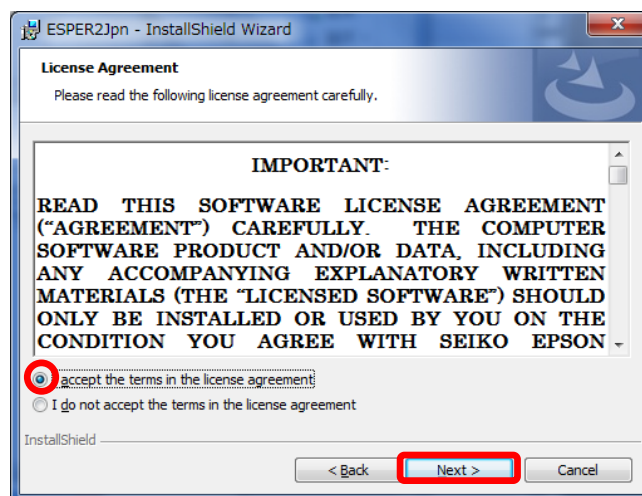 ESPER2Jpn - InstallShield Wizard
License Agreement
Please read the following license agreement carefully.
IMPORTANT:
READ THIS SOFTWARE LICENSE AGREEMENT
(“AGREEMENT”) CAREFULLY. THE COMPUTER
SOFTWARE PRODUCT AND/OR DATA, INCLUDING
ANY ACCOMPANYING EXPLANATORY WRITTEN
MATERIALS (THE “LICENSED SOFTWARE”) SHOULD
ONLY BE INSTALLED OR USED BY YOU ON THE
CONDITION YOU AGREE WITH SEIKO EPSON
accept the terms in the license agreement
I do not accept the terms in the license agreement
InstallShield
< Back Next > Cancel